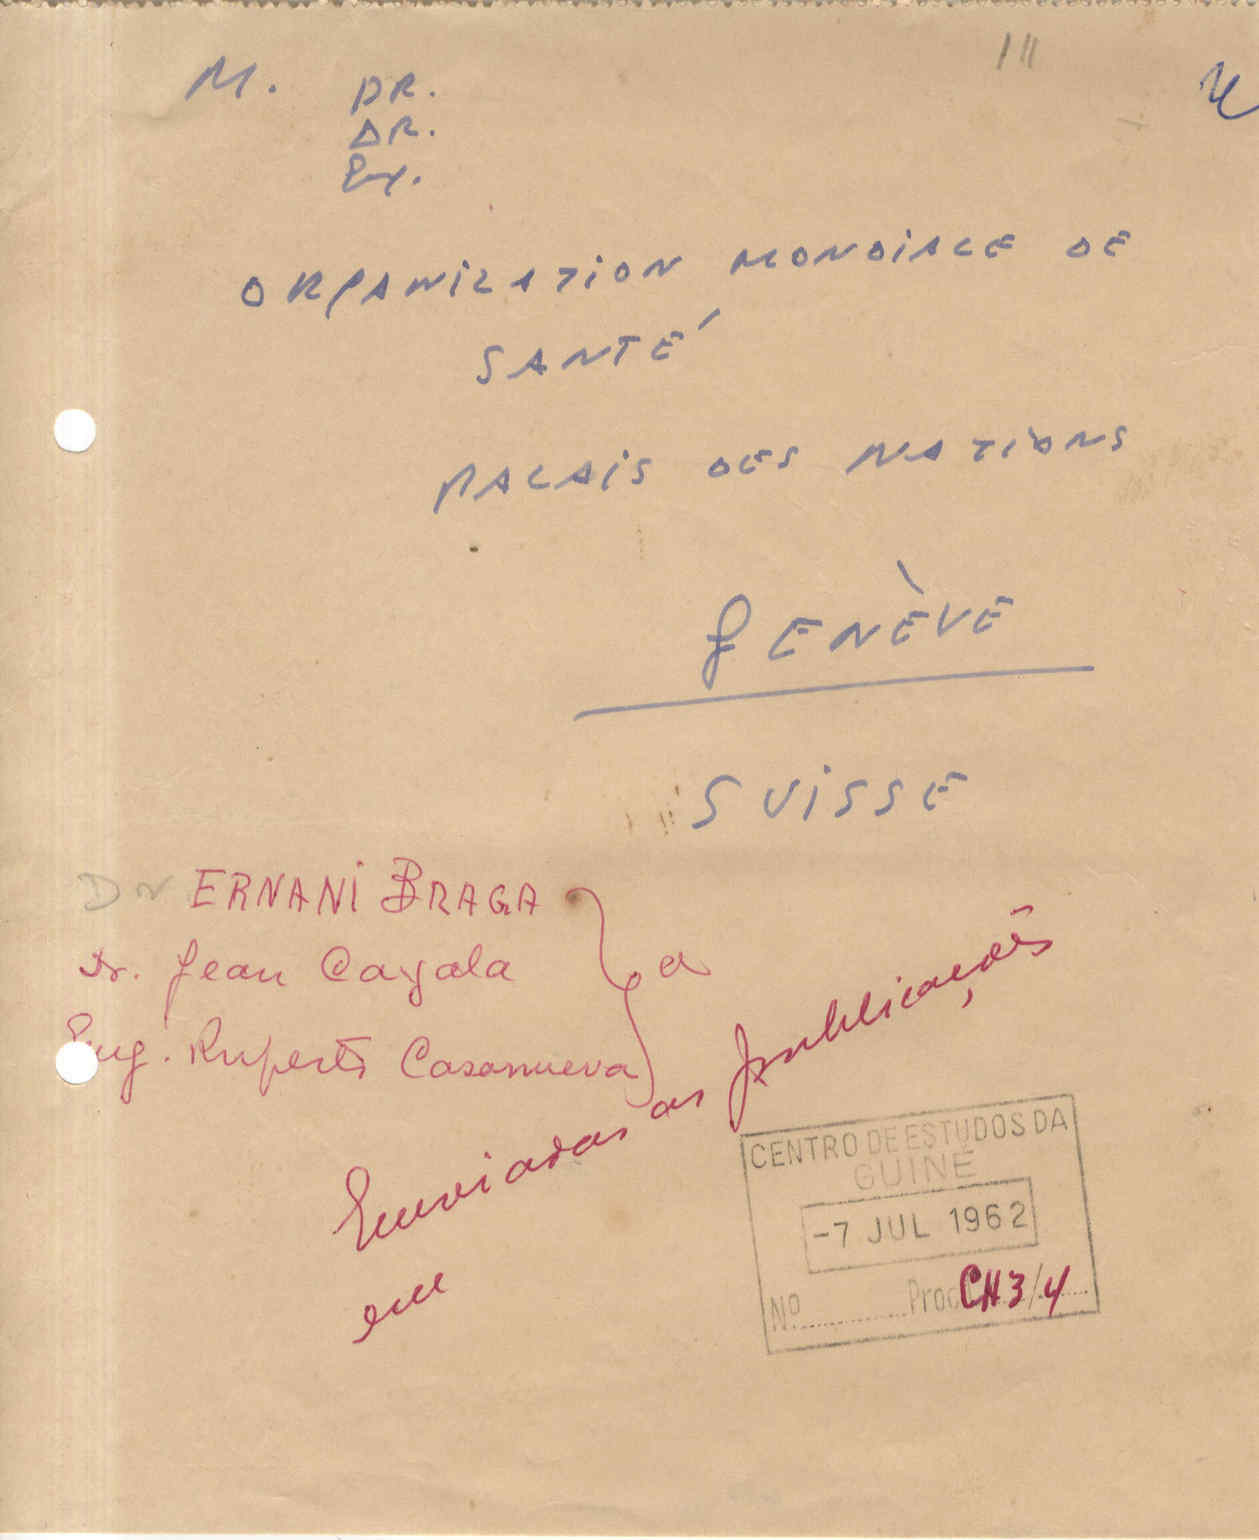 M. DR.
DR.
Eng.
ORGANIZATION MONDIALE DE
SANTÉ
PALAIS DES NATIONS
GENÈVE
SUISSE
Dr ERNANI BRAGA
Dr. Jean Cayala
Eng. Ruperto Casanueva
a
Enviadas as publicações
em
CENTRO DE ESTUDOS DA
GUINÉ
-7 JUL 1962
Nº............Proc. CH3/4